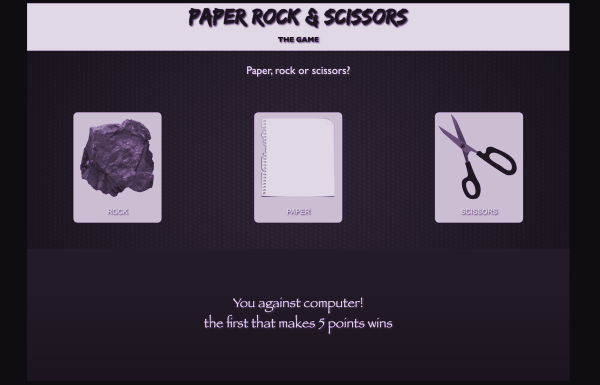 PAPER ROCK & SCISSORS
THE GAME
Paper, rock or scissors?
ROCK
PAPER
SCISSORS
You against computer!
the first that makes 5 points wins